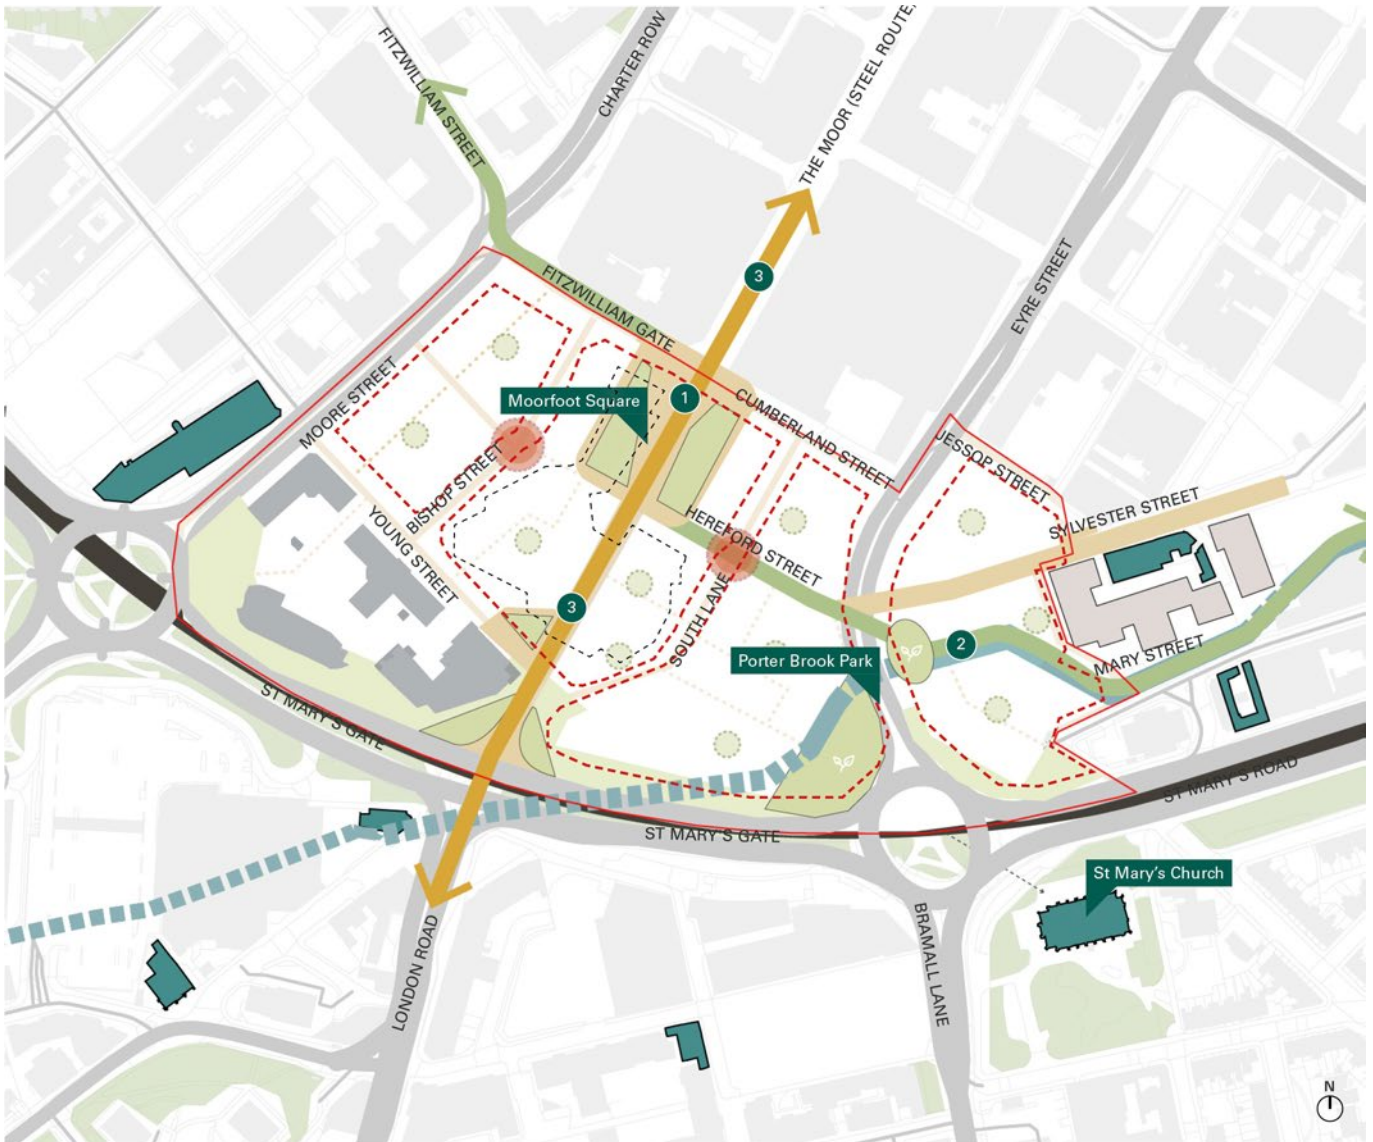 FITZWILLIAM STREET
CHARTER ROW
THE MOOR (STEEL ROUTE)
3
EYRE STREET
FITZWILLIAM GATE
MOORE STREET
Moorfoot Square
1
CUMBERLAND STREET
JESSOP STREET
BISHOP STREET
YOUNG STREET
HEREFORD STREET
SYLVESTER STREET
3
SOUTH LANE
2
Porter Brook Park
MARY STREET
ST MARY'S GATE
ST MARY'S GATE
ST MARY'S ROAD
St Mary's Church
LONDON ROAD
BRAMALL LANE
N